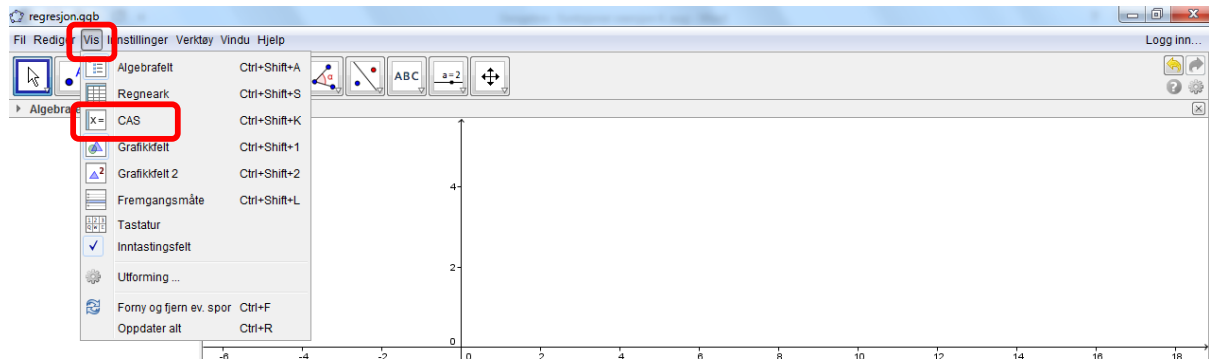 regresjon.ggb
Fil Rediger Vis Innstillinger Verktøy Vindu Hjelp Logg inn...
ABC a=2
Algebrafelt Ctrl+Shift+A
Regneark Ctrl+Shift+S
x= CAS Ctrl+Shift+K
Grafikkfelt Ctrl+Shift+1
Grafikkfelt 2 Ctrl+Shift+2
Fremgangsmåte Ctrl+Shift+L
Tastatur
Inntastingsfelt
Utforming ...
Forny og fjern ev. spor Ctrl+F
Oppdater alt Ctrl+R
4
2
0
-6 -4 -2 0 2 4 6 8 10 12 14 16 18